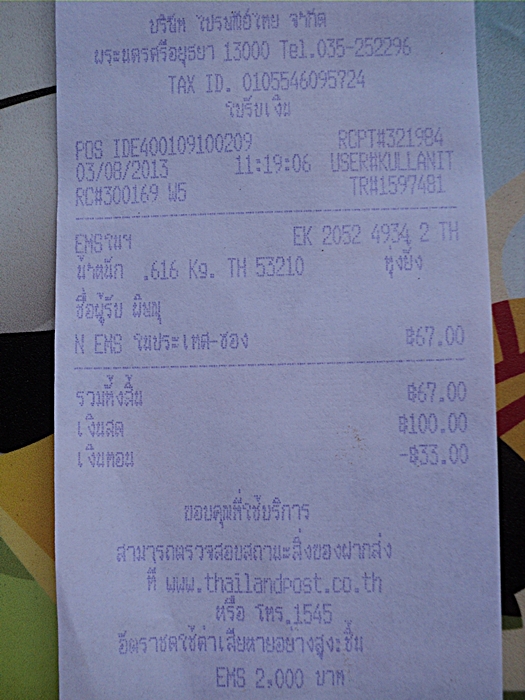 บริษัท ไปรษณีย์ไทย จำกัด
พระนครศรีอยุธยา 13000 Tel.035-252296
TAX ID. 0105546095724
ใบรับเงิน
POS IDE400109100209 RCPT#321984
03/08/2013 11:19:06 USER#KULLANIT
RC#300169 W5 TR#1597481
EMSในฯ EK 2052 4934 2 TH
น้ำหนัก .616 Kg. TH 53210 ทุ่งยั้ง
ชื่อผู้รับ
N EMS ในประเทศ-ซอง ฿67.00
รวมทั้งสิ้น ฿67.00
เงินสด ฿100.00
เงินทอน -฿33.00
ขอบคุณที่ใช้บริการ
สามารถตรวจสอบสถานะสิ่งของฝากส่ง
ที่ www.thailandpost.co.th
หรือ โทร.1545
อัตราชดใช้ค่าเสียหายอย่างสูง:ชิ้น
EMS 2,000 บาท